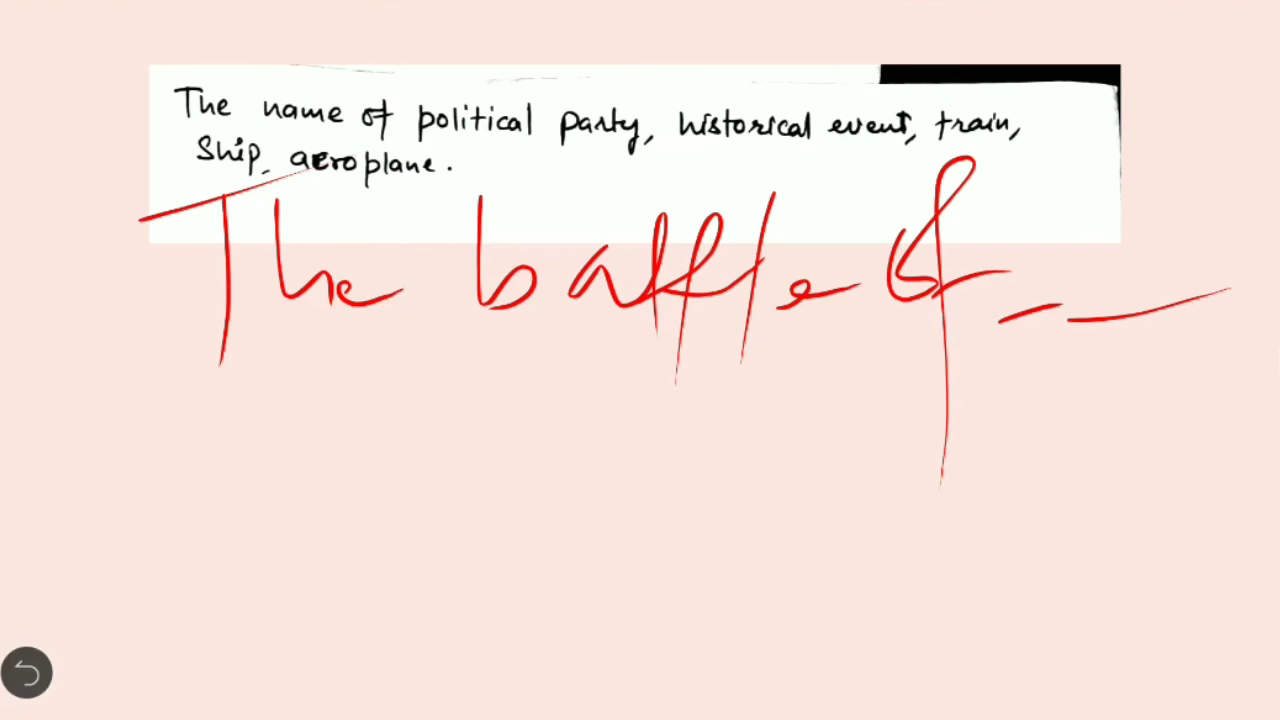 The name of political party, historical event, train,
Ship, aeroplane.
The battle of --